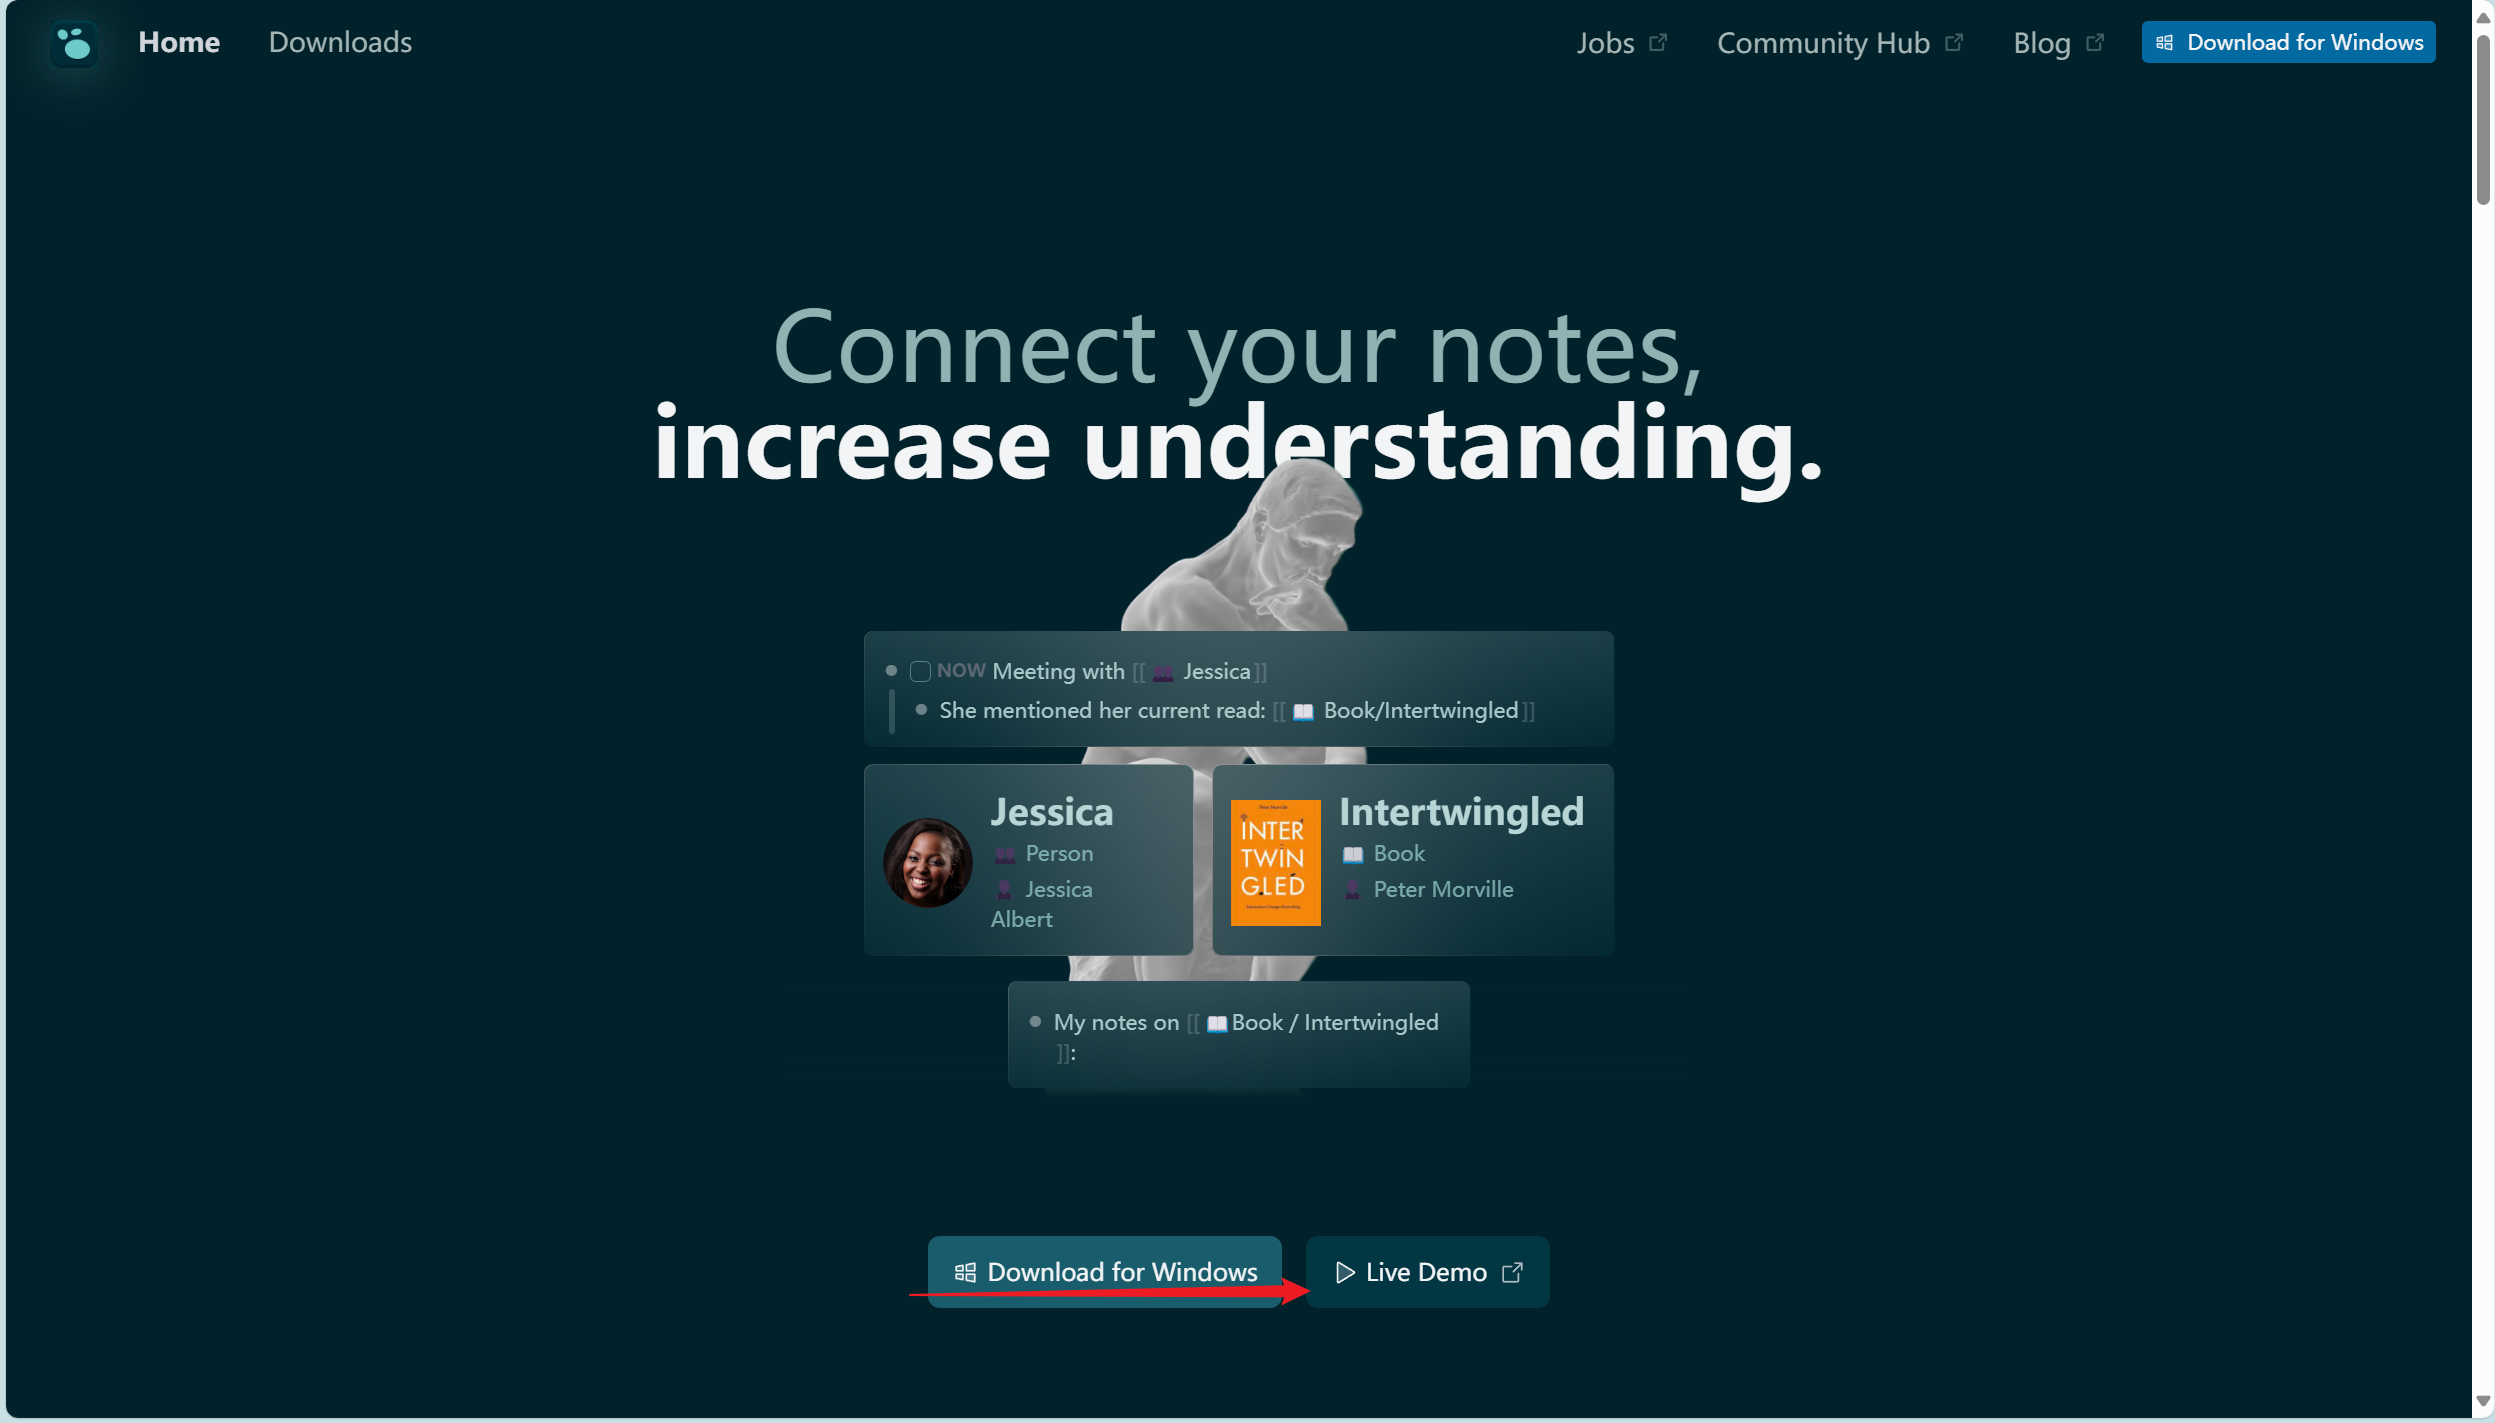 Home Downloads Jobs Community Hub Blog Download for Windows
Connect your notes,
increase understanding.
NOW Meeting with [[ Jessica]]
She mentioned her current read: [[ Book/Intertwingled]]
Jessica
Person
Jessica
Albert
INTER
TWIN
GLED
Intertwingled
Book
Peter Morville
My notes on [[ Book / Intertwingled
]]:
Download for Windows
Live Demo